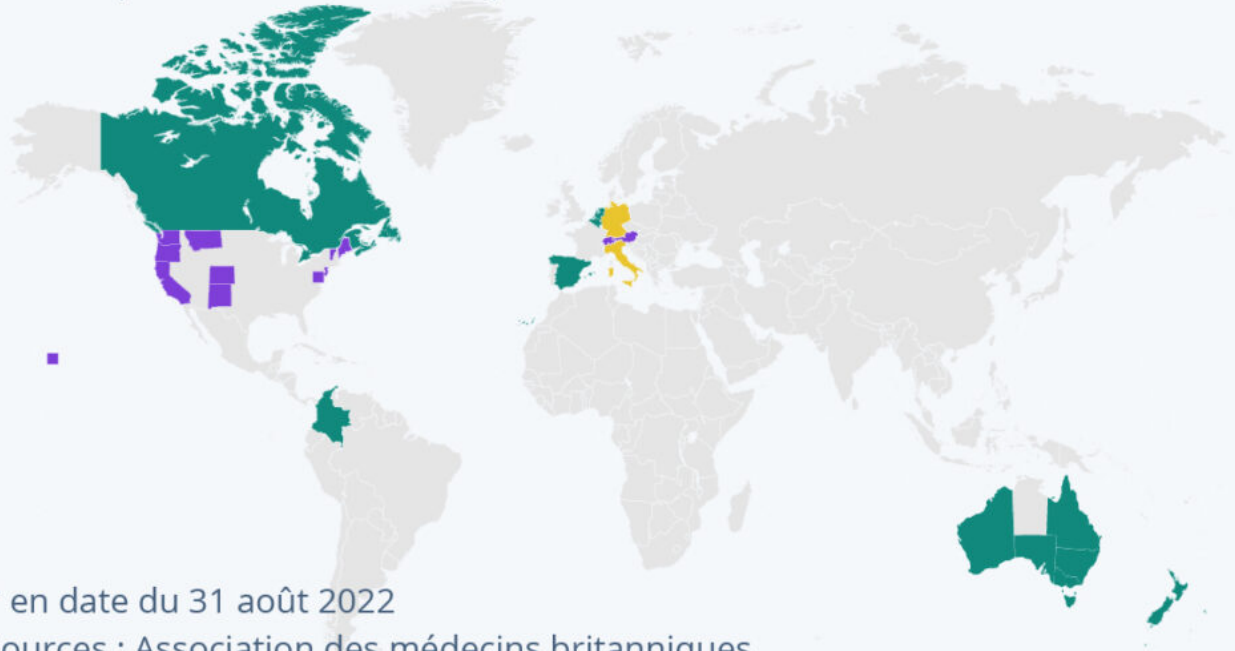 en date du 31 août 2022
ources : Association des médecins britanniques